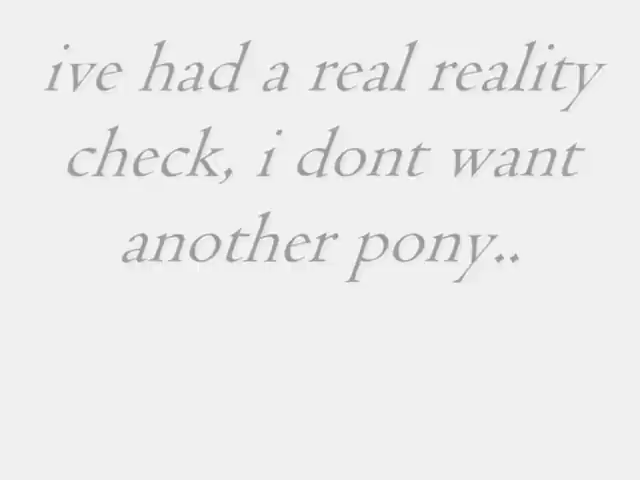 ive had a real reality
check, i dont want
another pony..